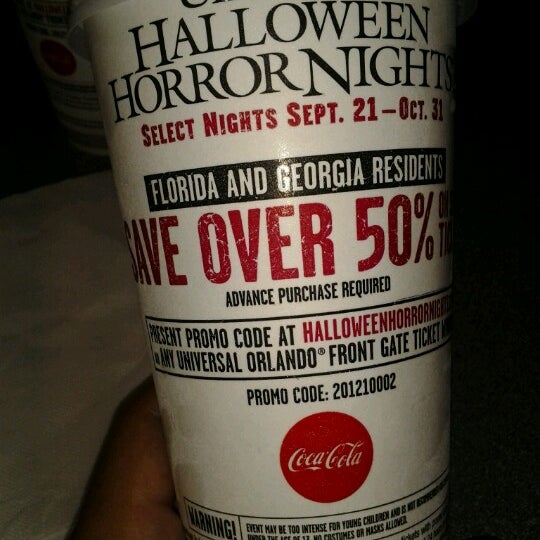 HALLOWEEN
HORROR NIGHTS
SELECT NIGHTS SEPT. 21 – OCT. 31
FLORIDA AND GEORGIA RESIDENTS
SAVE OVER 50%
ADVANCE PURCHASE REQUIRED
PRESENT PROMO CODE AT HALLOWEENHORRORNIGHTS
ANY UNIVERSAL ORLANDO® FRONT GATE TICKET
PROMO CODE: 201210002
Coca-Cola
WARNING!
EVENT MAY BE TOO INTENSE FOR YOUNG CHILDREN AND IS NOT
UNDER THE AGE OF 13. NO COSTUMES OR MASKS ALLOWED.